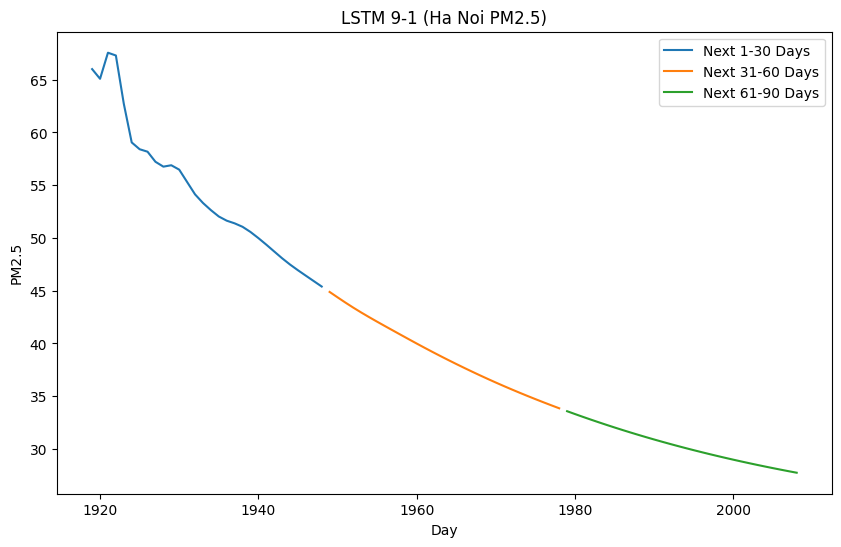 LSTM 9-1 (Ha Noi PM2.5)
Next 1-30 Days
Next 31-60 Days
Next 61-90 Days
PM2.5
65
60
55
50
45
40
35
30
1920
1940
1960
1980
2000
Day